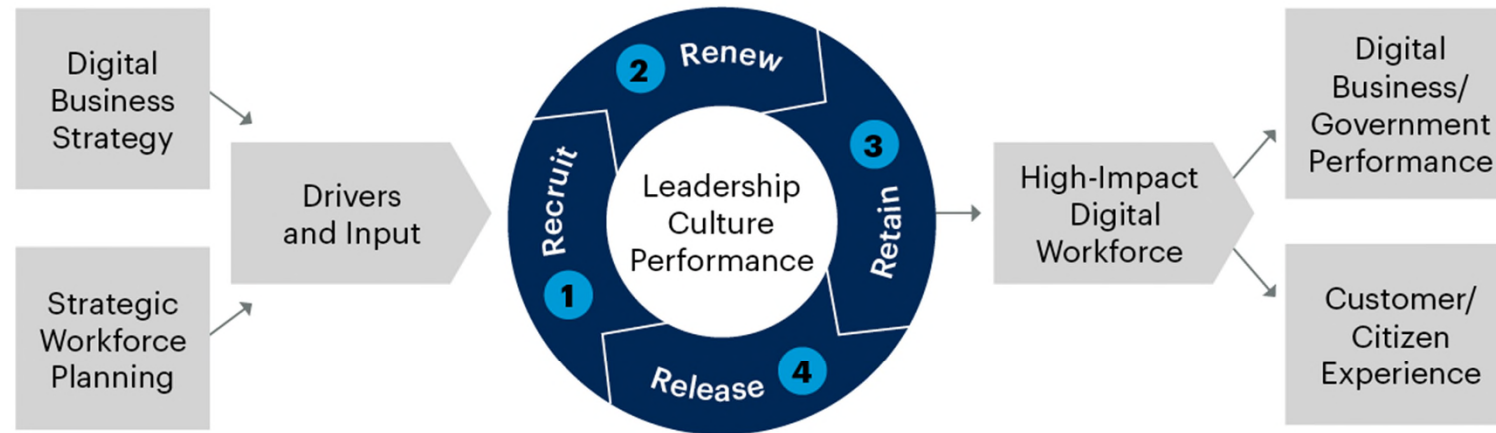 Digital
Business
Strategy
Strategic
Workforce
Planning
Drivers
and Input
1
Recruit
2
Renew
3
Retain
4
Release
Leadership
Culture
Performance
High-Impact
Digital
Workforce
Digital
Business/
Government
Performance
Customer/
Citizen
Experience